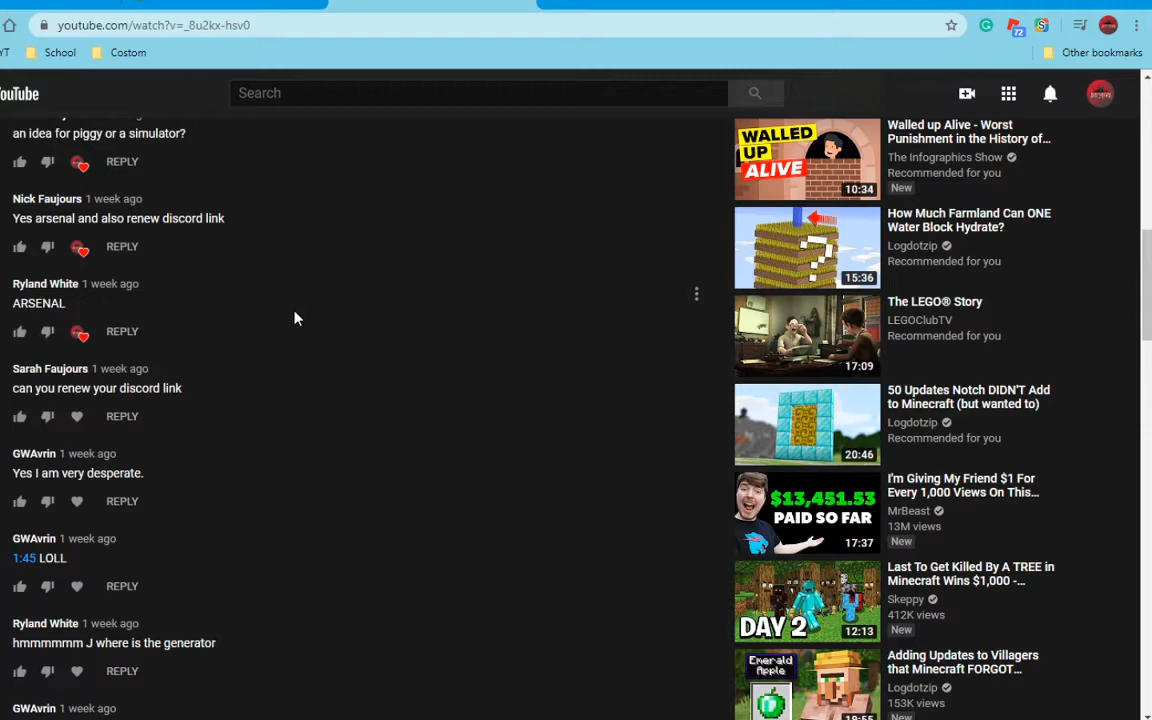 youtube.com/watch?v=_8u2kx-hsv0
72
YT
School
Costom
Other bookmarks
YouTube
Search
an idea for piggy or a simulator?
REPLY
Nick Faujours 1 week ago
Yes arsenal and also renew discord link
REPLY
Ryland White 1 week ago
ARSENAL
REPLY
Sarah Faujours 1 week ago
can you renew your discord link
REPLY
GWAvrin 1 week ago
Yes I am very desperate.
REPLY
GWAvrin 1 week ago
1:45 LOLL
REPLY
Ryland White 1 week ago
hmmmmmm J where is the generator
REPLY
GWAvrin 1 week ago
WALLED
UP
ALIVE
10:34
Walled up Alive - Worst
Punishment in the History of...
The Infographics Show
Recommended for you
New
15:36
How Much Farmland Can ONE
Water Block Hydrate?
Logdotzip
Recommended for you
17:09
The LEGO® Story
LEGOClubTV
Recommended for you
20:46
50 Updates Notch DIDN'T Add
to Minecraft (but wanted to)
Logdotzip
Recommended for you
$13,451.53
PAID SO FAR
17:37
I'm Giving My Friend $1 For
Every 1,000 Views On This...
MrBeast
13M views
New
DAY 2
12:13
Last To Get Killed By A TREE in
Minecraft Wins $1,000 -...
Skeppy
412K views
New
Emerald
Apple
19:55
Adding Updates to Villagers
that Minecraft FORGOT...
Logdotzip
153K views
New